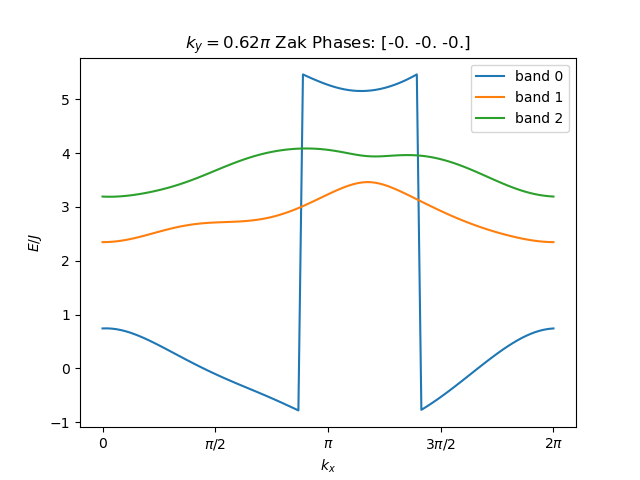 k_y = 0.62π Zak Phases: [-0. -0. -0.]
band 0
band 1
band 2
5
4
3
2
1
0
−1
E/J
0
π/2
π
3π/2
2π
k_x